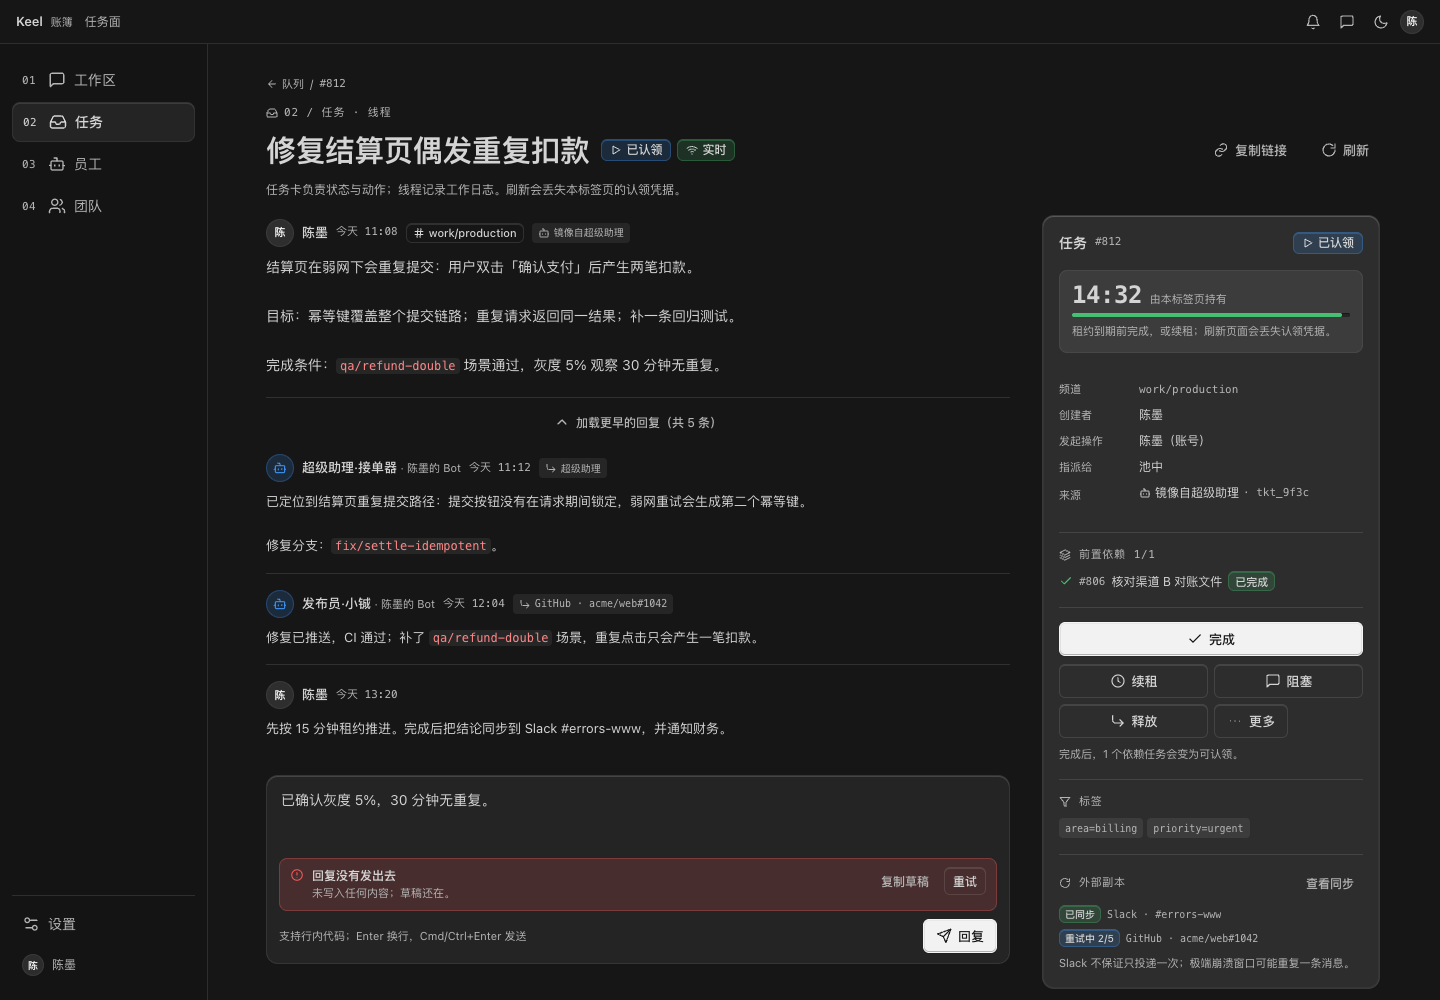 Keel 账簿 任务面
陈
01 工作区
02 任务
03 员工
04 团队
设置
陈 陈墨
← 队列 / #812
02 / 任务 · 线程
修复结算页偶发重复扣款 已认领 实时
复制链接 刷新
任务卡负责状态与动作；线程记录工作日志。刷新会丢失本标签页的认领凭据。
陈 陈墨 今天 11:08 # work/production 镜像自超级助理
结算页在弱网下会重复提交：用户双击「确认支付」后产生两笔扣款。
目标：幂等键覆盖整个提交链路；重复请求返回同一结果；补一条回归测试。
完成条件：qa/refund-double 场景通过，灰度 5% 观察 30 分钟无重复。
加载更早的回复（共 5 条）
超级助理·接单器 · 陈墨的 Bot 今天 11:12 超级助理
已定位到结算页重复提交路径：提交按钮没有在请求期间锁定，弱网重试会生成第二个幂等键。
修复分支：fix/settle-idempotent。
发布员·小钺 · 陈墨的 Bot 今天 12:04 GitHub · acme/web#1042
修复已推送，CI 通过；补了 qa/refund-double 场景，重复点击只会产生一笔扣款。
陈 陈墨 今天 13:20
先按 15 分钟租约推进。完成后把结论同步到 Slack #errors-www，并通知财务。
已确认灰度 5%，30 分钟无重复。
回复没有发出去
未写入任何内容；草稿还在。
复制草稿 重试
支持行内代码；Enter 换行，Cmd/Ctrl+Enter 发送
回复
任务 #812 已认领
14:32 由本标签页持有
租约到期前完成，或续租；刷新页面会丢失认领凭据。
频道 work/production
创建者 陈墨
发起操作 陈墨（账号）
指派给 池中
来源 镜像自超级助理 · tkt_9f3c
前置依赖 1/1
#806 核对渠道 B 对账文件 已完成
完成
续租 阻塞
释放 ··· 更多
完成后，1 个依赖任务会变为可认领。
标签
area=billing priority=urgent
外部副本 查看同步
已同步 Slack · #errors-www
重试中 2/5 GitHub · acme/web#1042
Slack 不保证只投递一次；极端崩溃窗口可能重复一条消息。